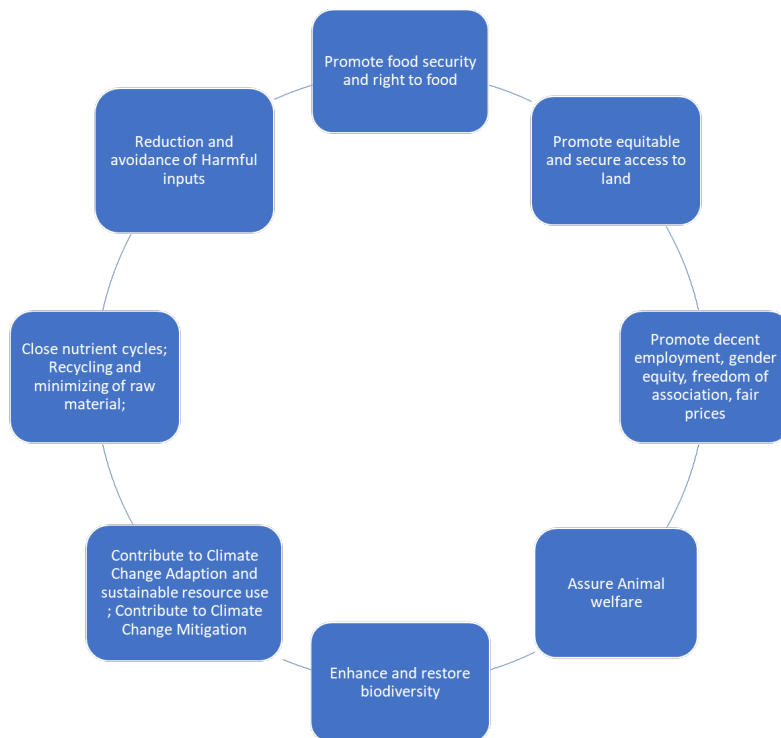 Promote food security
and right to food
Promote equitable
and secure access to
land
Promote decent
employment, gender
equity, freedom of
association, fair
prices
Assure Animal
welfare
Enhance and restore
biodiversity
Contribute to Climate
Change Adaption and
sustainable resource use
; Contribute to Climate
Change Mitigation
Close nutrient cycles;
Recycling and
minimizing of raw
material;
Reduction and
avoidance of Harmful
inputs